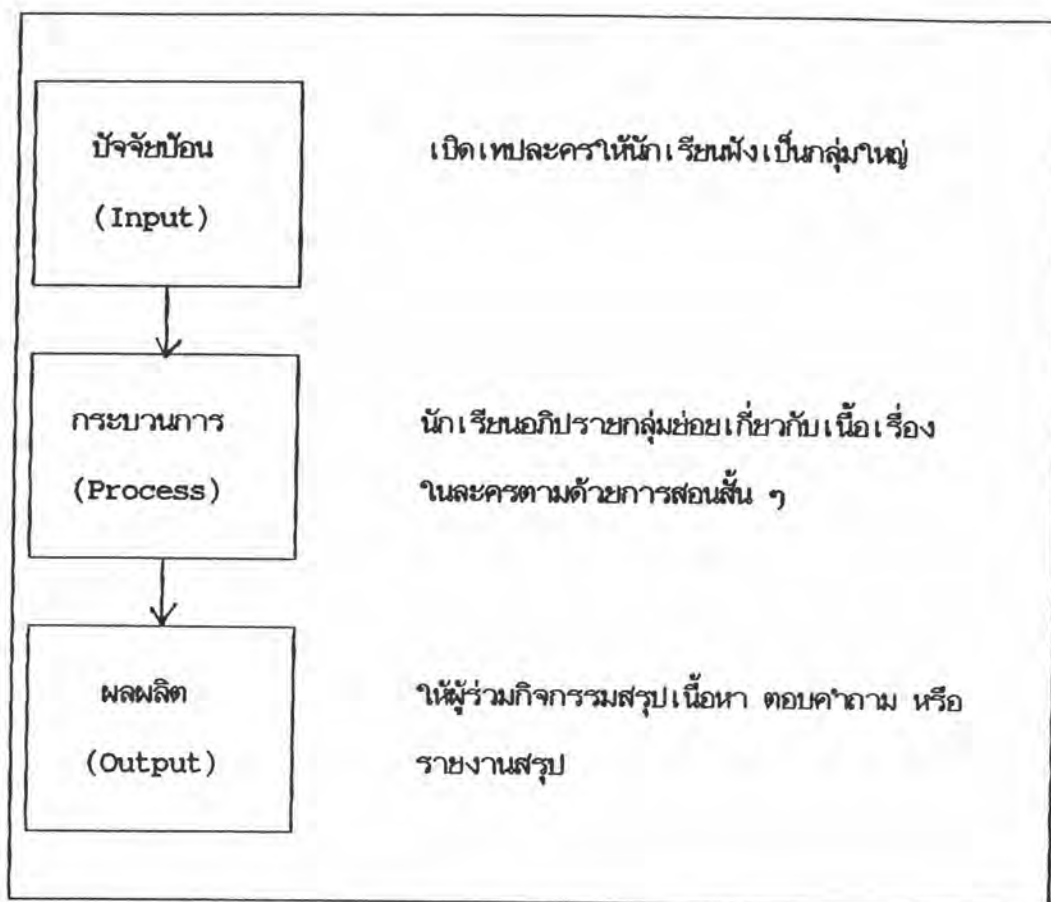 ปัจจัยป้อน
(Input)
เปิดเทปละครให้นักเรียนฟังเป็นกลุ่มใหญ่
กระบวนการ
(Process)
นักเรียนอภิปรายกลุ่มย่อยเกี่ยวกับเนื้อเรื่อง
ในละครตามด้วยการสอนสั้น ๆ
ผลผลิต
(Output)
ให้ผู้ร่วมกิจกรรมสรุปเนื้อหา ตอบคำถาม หรือ
รายงานสรุป